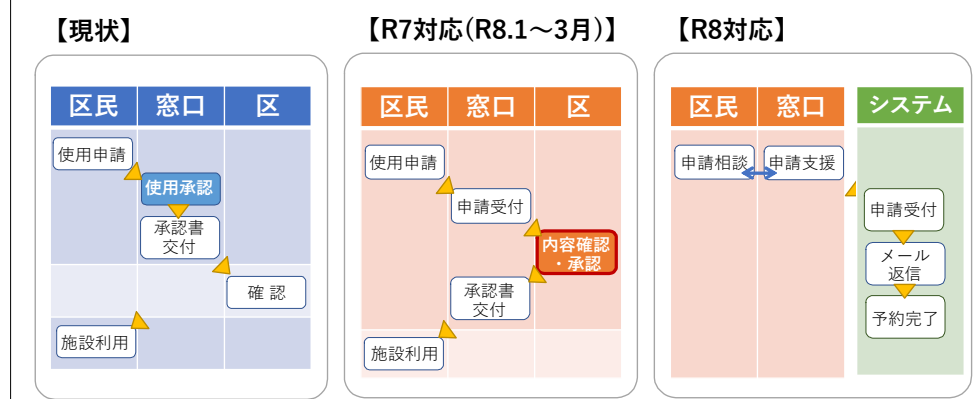 【現状】
区民 窓口 区
使用申請
使用承認
承認書
交付
確 認
施設利用
【R7対応(R8.1～3月)】
区民 窓口 区
使用申請
申請受付
内容確認
・承認
承認書
交付
施設利用
【R8対応】
区民 窓口 システム
申請相談 申請支援
申請受付
メール
返信
予約完了